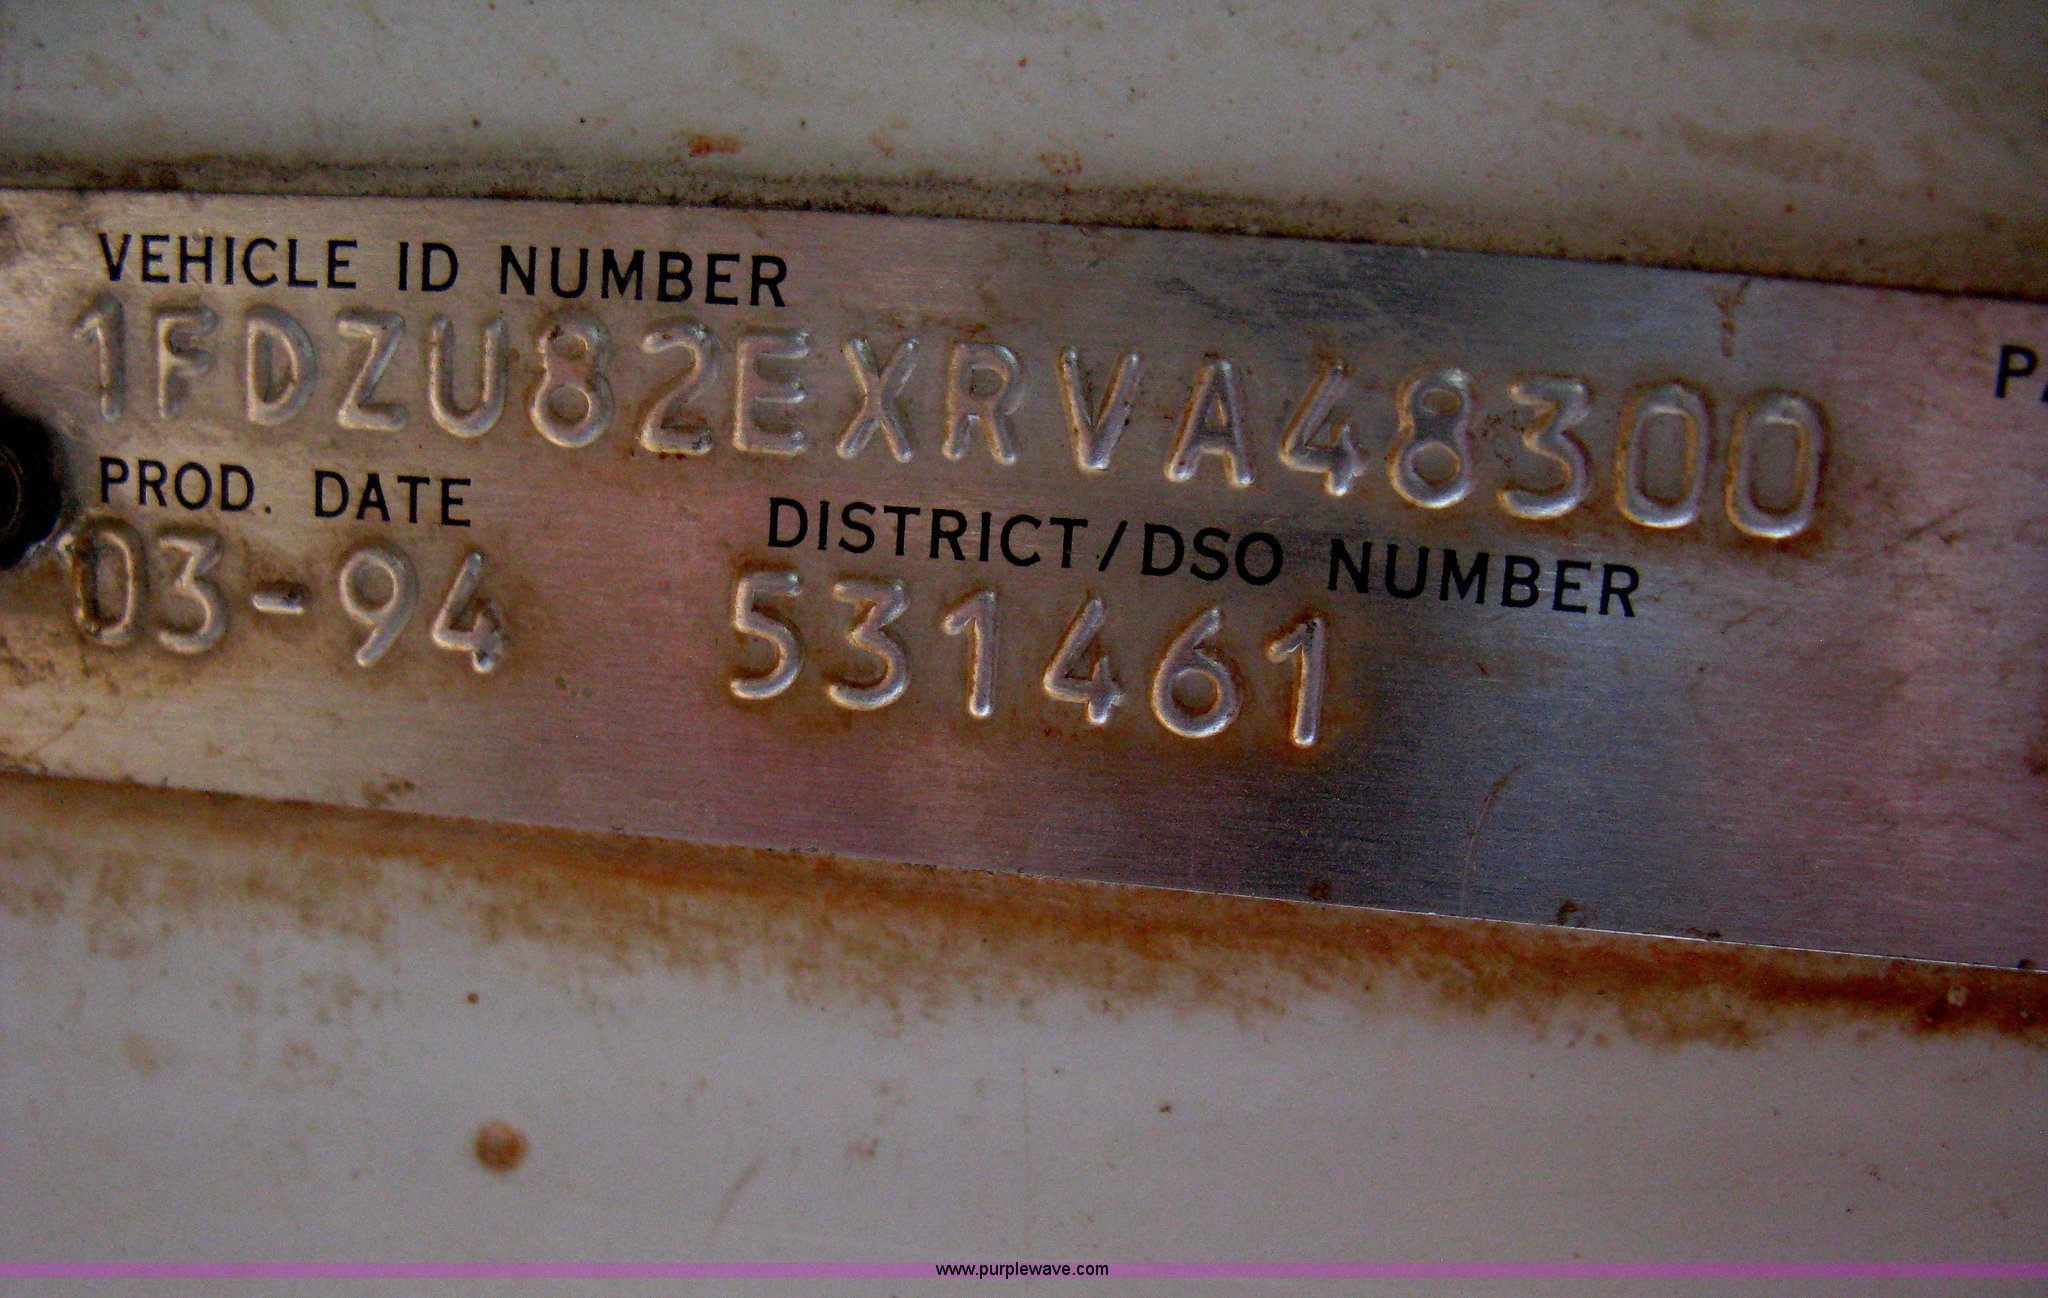 VEHICLE ID NUMBER
1FDZU82EXRVA48300
PROD. DATE
03-94
DISTRICT/DSO NUMBER
531461
www.purplewave.com